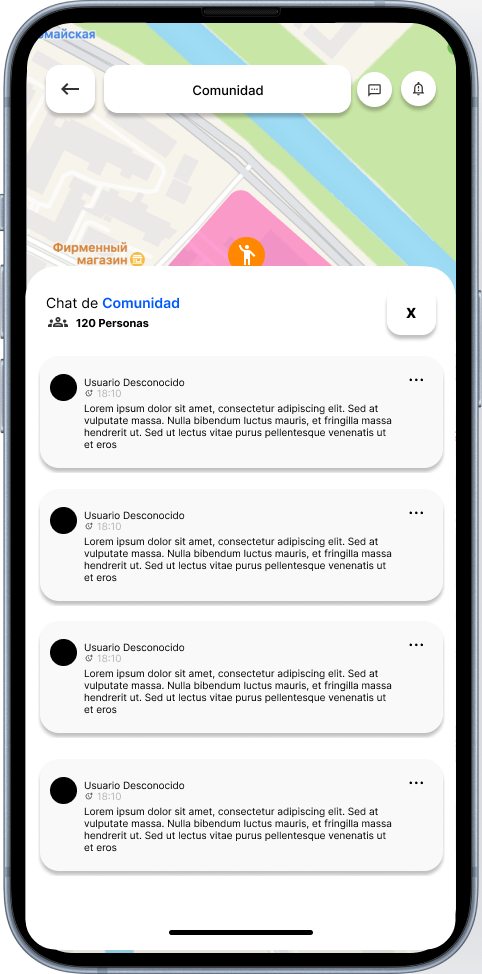 Comunidad
Фирменный
магазин
Chat de Comunidad
120 Personas
X
Usuario Desconocido
18:10
Lorem ipsum dolor sit amet, consectetur adipiscing elit. Sed at
vulputate massa. Nulla bibendum luctus mauris, et fringilla massa
hendrerit ut. Sed ut lectus vitae purus pellentesque venenatis ut
et eros
Usuario Desconocido
18:10
Lorem ipsum dolor sit amet, consectetur adipiscing elit. Sed at
vulputate massa. Nulla bibendum luctus mauris, et fringilla massa
hendrerit ut. Sed ut lectus vitae purus pellentesque venenatis ut
et eros
Usuario Desconocido
18:10
Lorem ipsum dolor sit amet, consectetur adipiscing elit. Sed at
vulputate massa. Nulla bibendum luctus mauris, et fringilla massa
hendrerit ut. Sed ut lectus vitae purus pellentesque venenatis ut
et eros
Usuario Desconocido
18:10
Lorem ipsum dolor sit amet, consectetur adipiscing elit. Sed at
vulputate massa. Nulla bibendum luctus mauris, et fringilla massa
hendrerit ut. Sed ut lectus vitae purus pellentesque venenatis ut
et eros